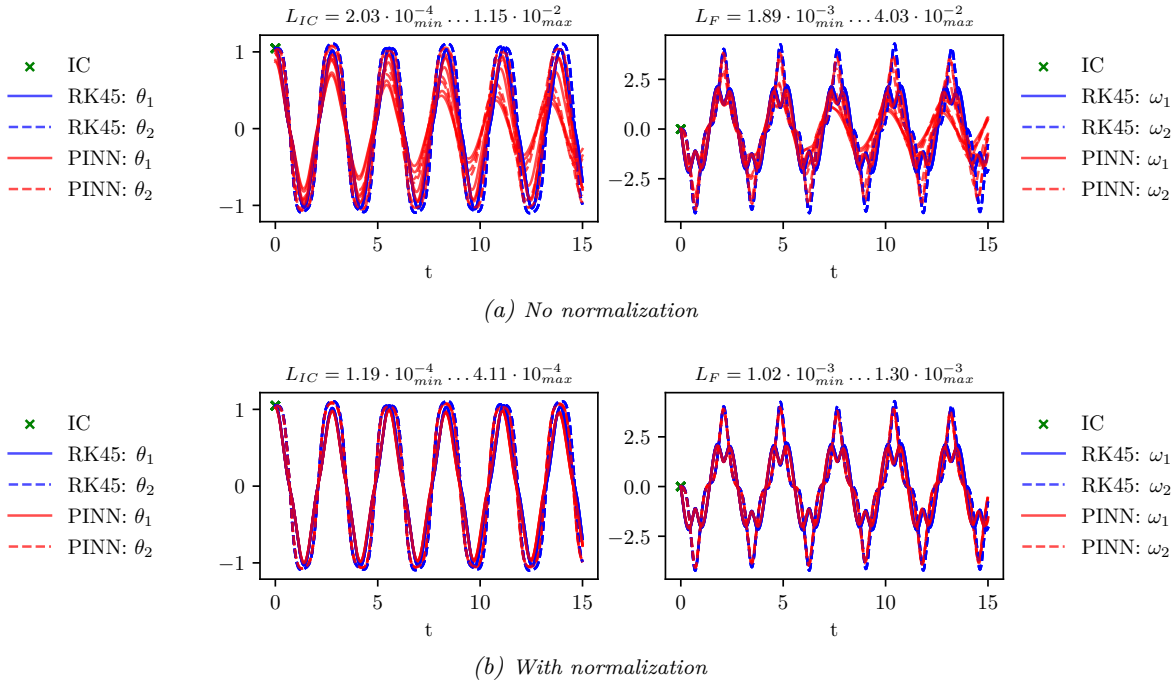 L_{IC} = 2.03 · 10^{-4}_{min} … 1.15 · 10^{-2}_{max}
L_F = 1.89 · 10^{-3}_{min} … 4.03 · 10^{-2}_{max}
IC
RK45: θ₁
RK45: θ₂
PINN: θ₁
PINN: θ₂
1
0
−1
0 5 10 15
t
2.5
0.0
−2.5
0 5 10 15
t
IC
RK45: ω₁
RK45: ω₂
PINN: ω₁
PINN: ω₂
(a) No normalization
L_{IC} = 1.19 · 10^{-4}_{min} … 4.11 · 10^{-4}_{max}
L_F = 1.02 · 10^{-3}_{min} … 1.30 · 10^{-3}_{max}
IC
RK45: θ₁
RK45: θ₂
PINN: θ₁
PINN: θ₂
1
0
−1
0 5 10 15
t
2.5
0.0
−2.5
0 5 10 15
t
IC
RK45: ω₁
RK45: ω₂
PINN: ω₁
PINN: ω₂
(b) With normalization